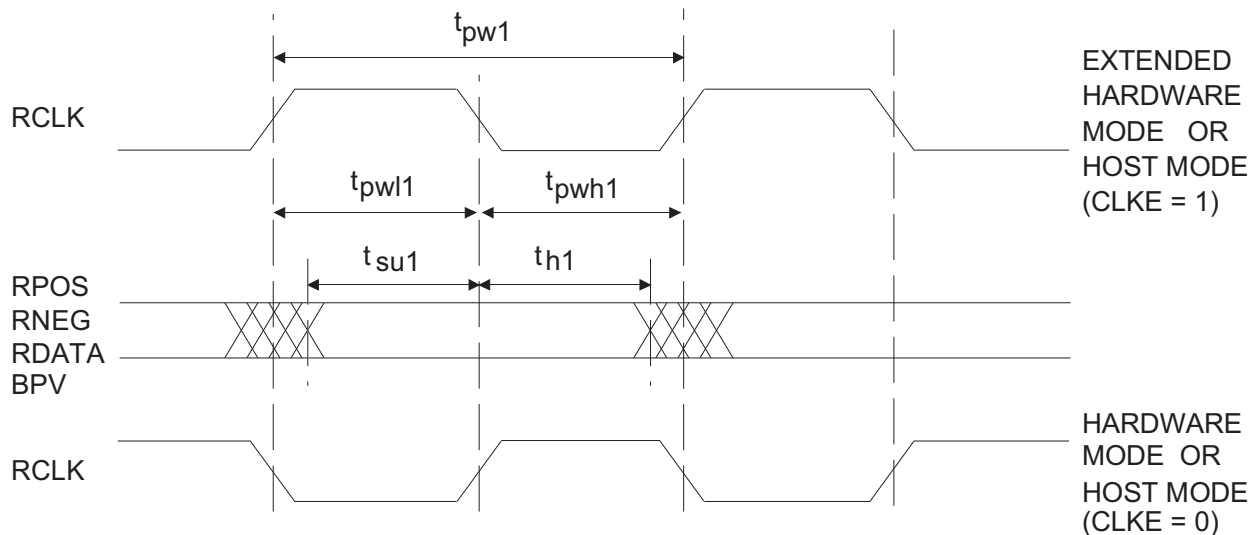 tpw1
RCLK
EXTENDED
HARDWARE
MODE OR
HOST MODE
(CLKE = 1)
tpwl1
tpwh1
tsu1
th1
RPOS
RNEG
RDATA
BPV
RCLK
HARDWARE
MODE OR
HOST MODE
(CLKE = 0)